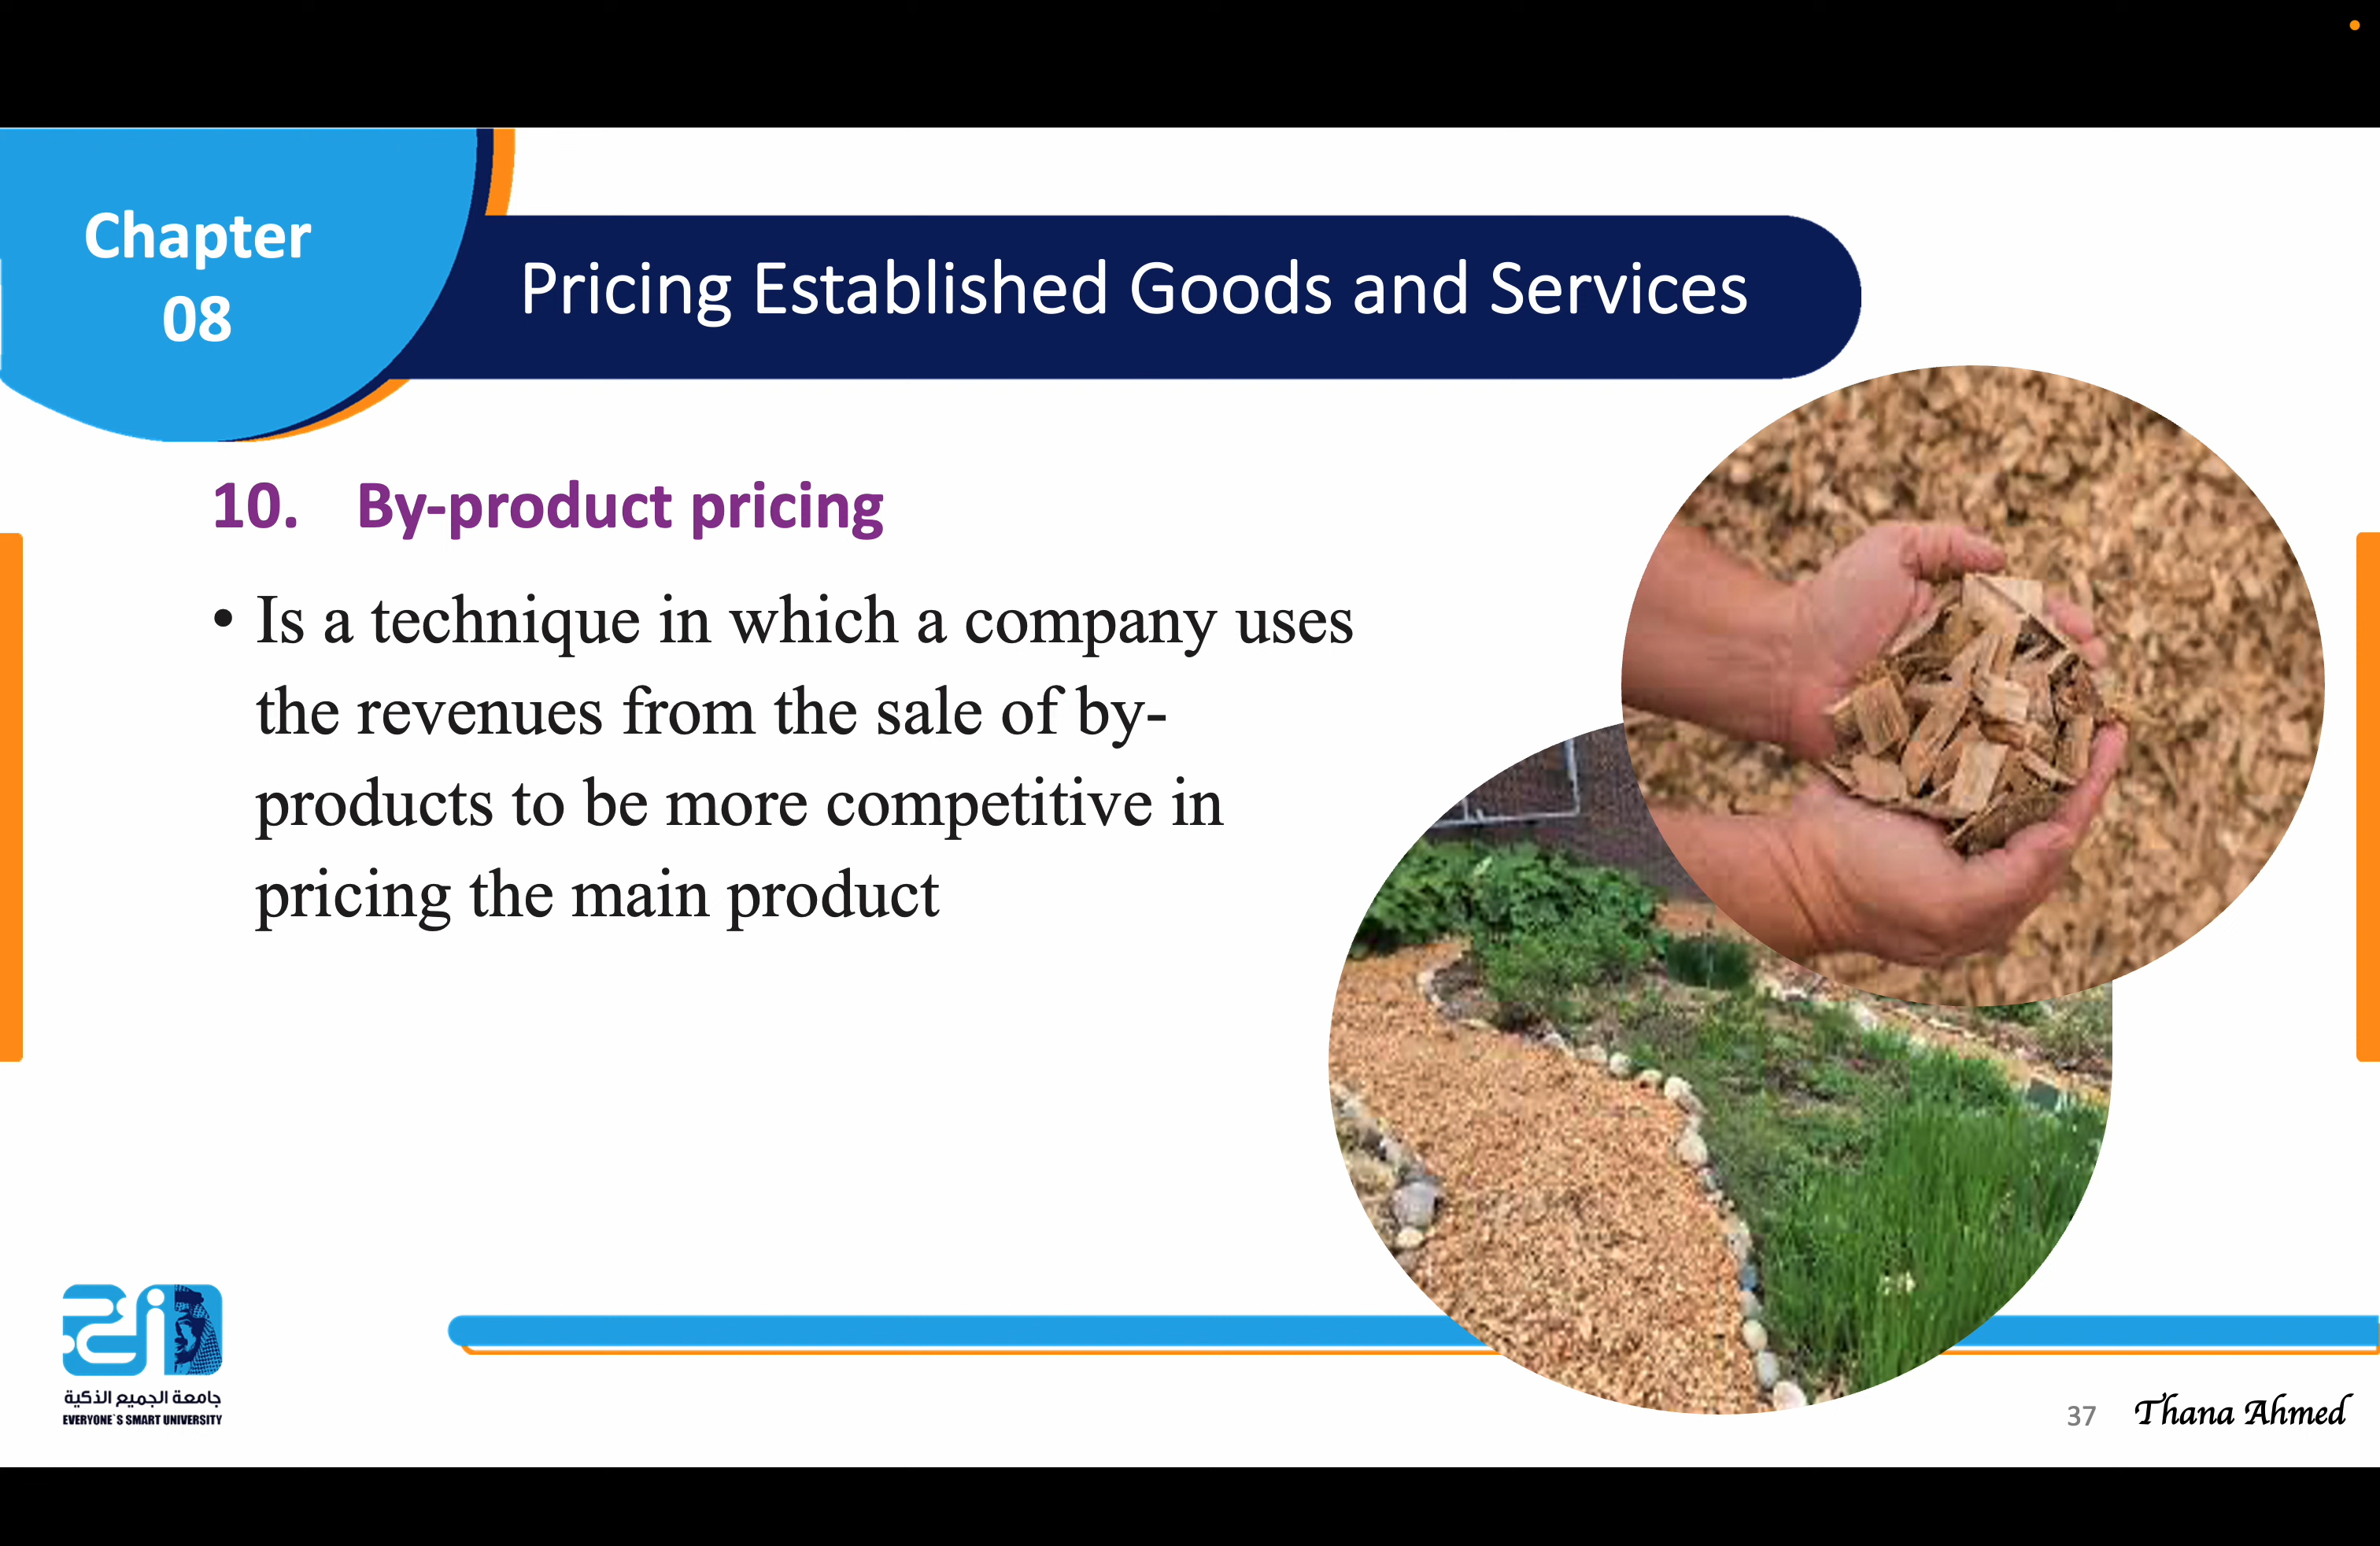 Chapter
08
Pricing Established Goods and Services
10. By-product pricing
• Is a technique in which a company uses
the revenues from the sale of by-
products to be more competitive in
pricing the main product
جامعة الجميع الذكية
EVERYONE`S SMART UNIVERSITY
37
Thana Ahmed